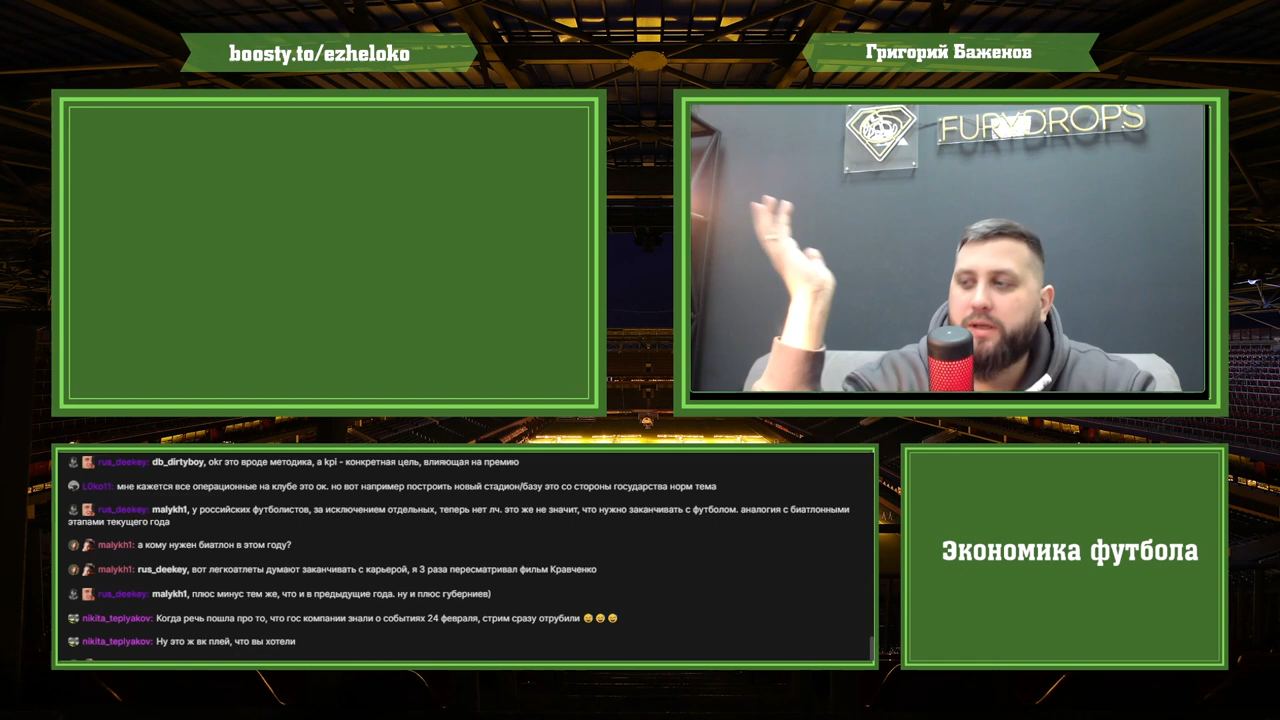 boosty.to/ezheloko
Григорий Баженов
FURYDROPS
rus_deekey: db_dirtyboy, okr это вроде методика, а kpi - конкретная цель, влияющая на премию
L0ko11: мне кажется все операционные на клубе это ок. но вот например построить новый стадион/базу это со стороны государства норм тема
rus_deekey: malykh1, у российских футболистов, за исключением отдельных, теперь нет лч. это же не значит, что нужно заканчивать с футболом. аналогия с биатлонными
этапами текущего года
malykh1: а кому нужен биатлон в этом году?
malykh1: rus_deekey, вот легкоатлеты думают заканчивать с карьерой, я 3 раза пересматривал фильм Кравченко
rus_deekey: malykh1, плюс минус тем же, что и в предыдущие года. ну и плюс губерниев)
nikita_teplyakov: Когда речь пошла про то, что гос компании знали о событиях 24 февраля, стрим сразу отрубили 😅😅😅
nikita_teplyakov: Ну это ж вк плей, что вы хотели
Экономика футбола